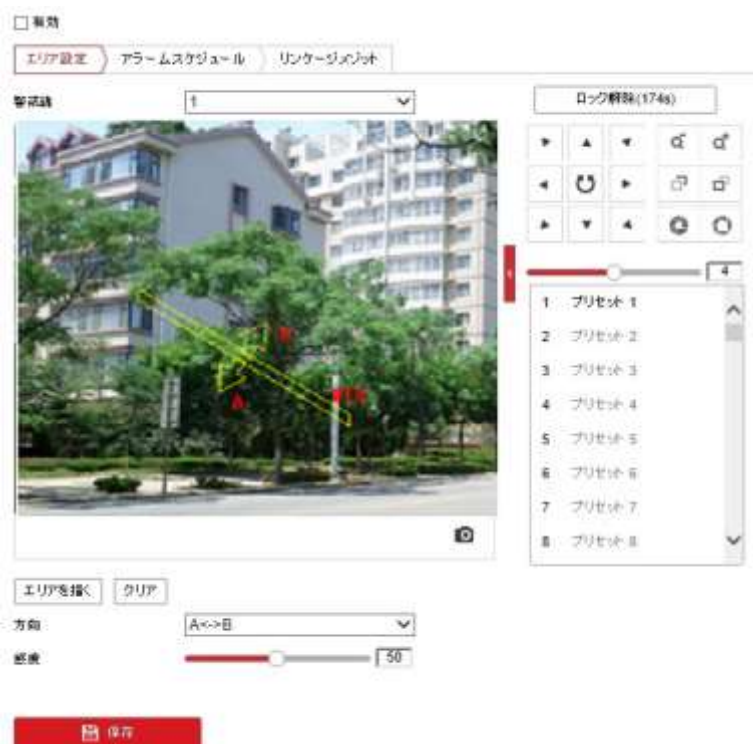 有効
エリア設定 アラームスケジュール リンケージメソッド
警戒線 1
ロック解除(174s)
B
A
4
1 プリセット 1
2 プリセット 2
3 プリセット 3
4 プリセット 4
5 プリセット 5
6 プリセット 6
7 プリセット 7
8 プリセット 8
エリアを描く クリア
方向 A<->B
感度 50
保存